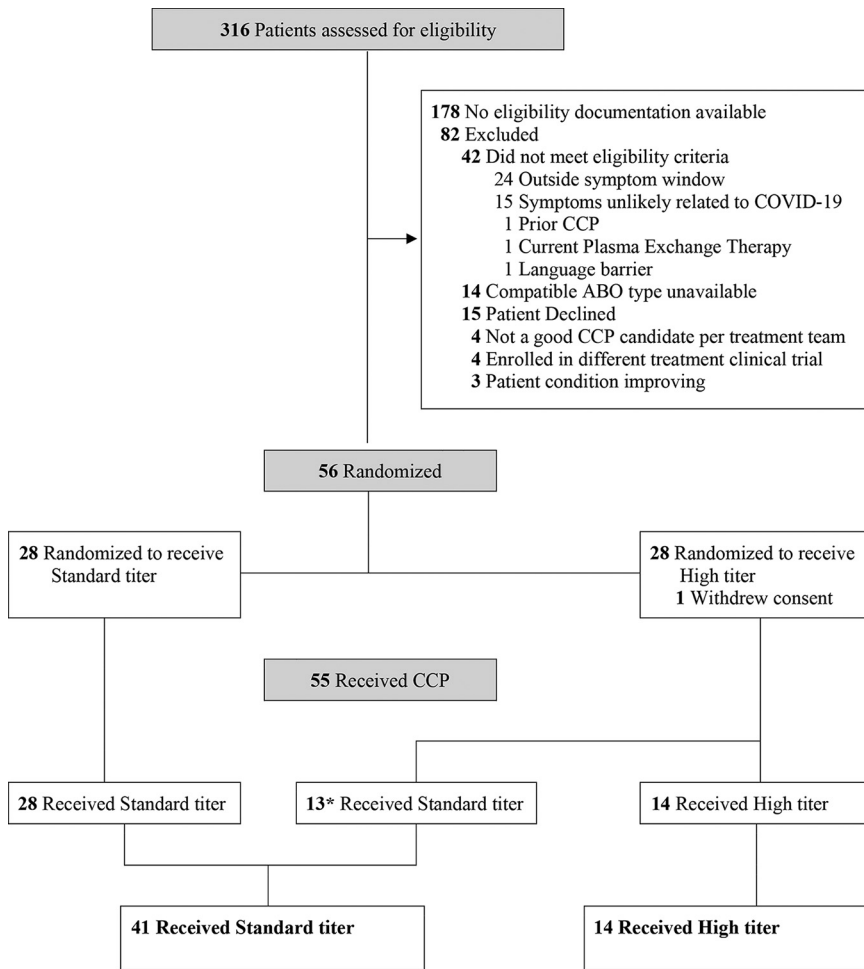 316 Patients assessed for eligibility
178 No eligibility documentation available
82 Excluded
42 Did not meet eligibility criteria
24 Outside symptom window
15 Symptoms unlikely related to COVID-19
1 Prior CCP
1 Current Plasma Exchange Therapy
1 Language barrier
14 Compatible ABO type unavailable
15 Patient Declined
4 Not a good CCP candidate per treatment team
4 Enrolled in different treatment clinical trial
3 Patient condition improving
56 Randomized
28 Randomized to receive
Standard titer
28 Randomized to receive
High titer
1 Withdrew consent
55 Received CCP
28 Received Standard titer
13* Received Standard titer
14 Received High titer
41 Received Standard titer
14 Received High titer